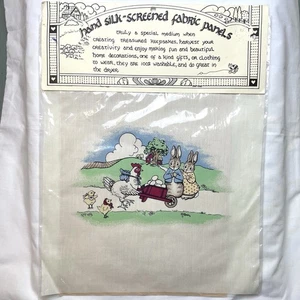 hand silk-screened fabric panels
truly a special medium when
creating treasured keepsakes. harvest your
creativity and enjoy making fun and beautiful
home decorations, one of a kind gifts, on clothing
to wash, they are cool washable, and do great in
the dryer.